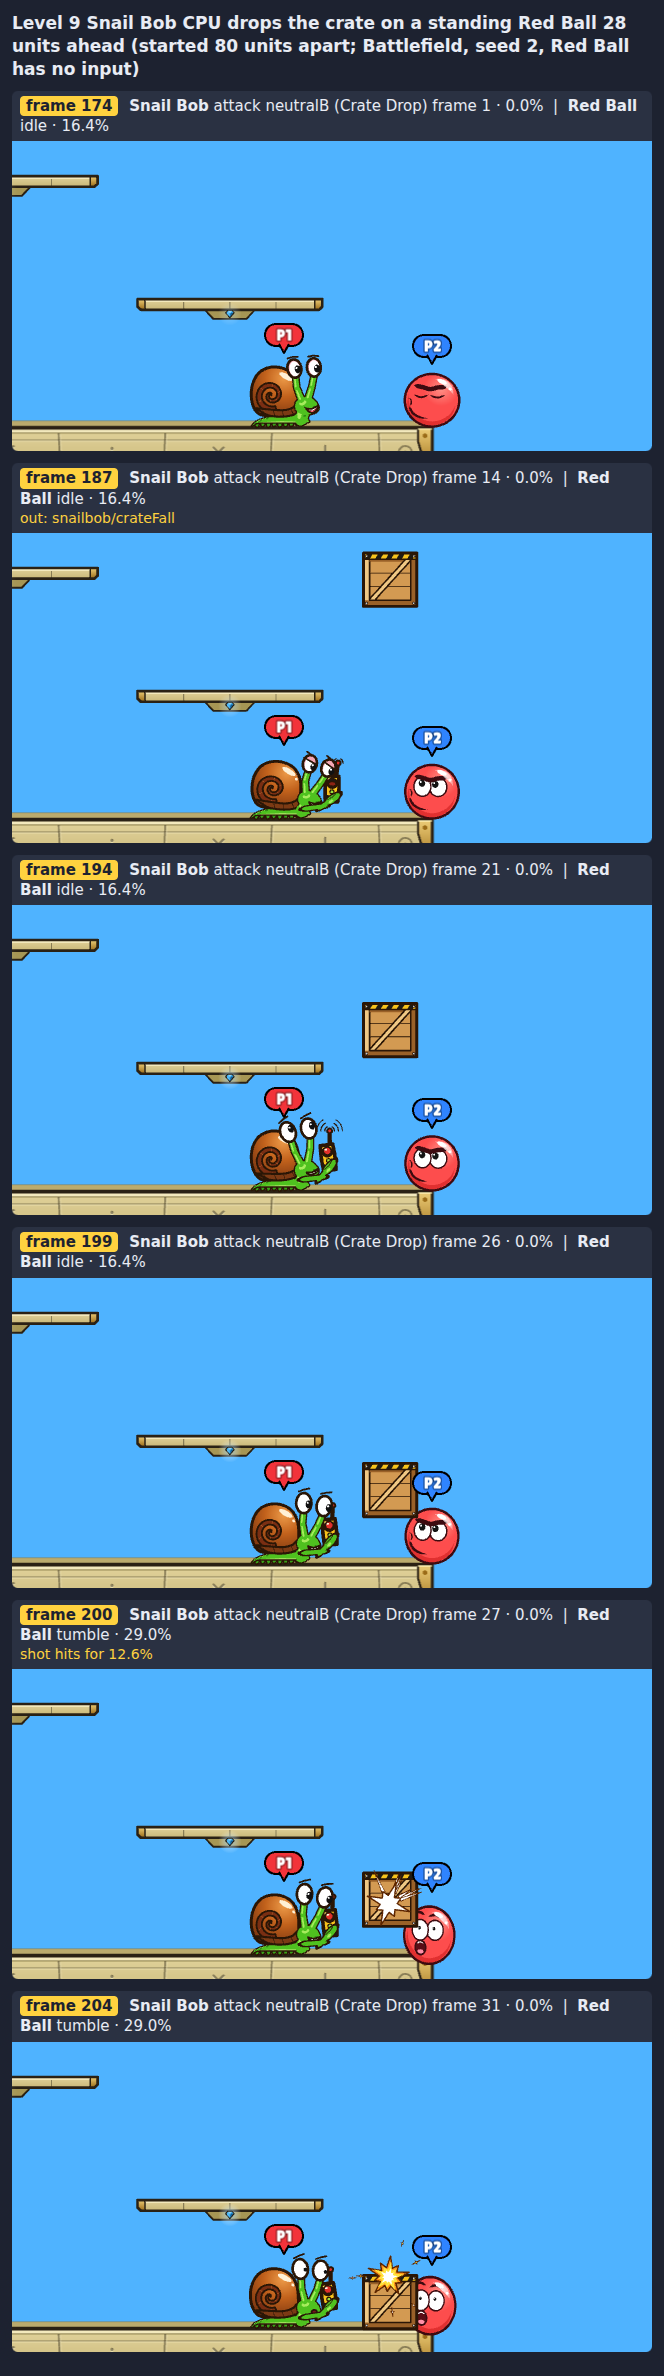 Level 9 Snail Bob CPU drops the crate on a standing Red Ball 28
units ahead (started 80 units apart; Battlefield, seed 2, Red Ball
has no input)
frame 174 Snail Bob attack neutralB (Crate Drop) frame 1 · 0.0% | Red Ball
idle · 16.4%
P1
P2
frame 187 Snail Bob attack neutralB (Crate Drop) frame 14 · 0.0% | Red
Ball idle · 16.4%
out: snailbob/crateFall
P1
P2
frame 194 Snail Bob attack neutralB (Crate Drop) frame 21 · 0.0% | Red
Ball idle · 16.4%
P1
P2
frame 199 Snail Bob attack neutralB (Crate Drop) frame 26 · 0.0% | Red
Ball idle · 16.4%
P1
P2
frame 200 Snail Bob attack neutralB (Crate Drop) frame 27 · 0.0% | Red
Ball tumble · 29.0%
shot hits for 12.6%
P1
P2
frame 204 Snail Bob attack neutralB (Crate Drop) frame 31 · 0.0% | Red
Ball tumble · 29.0%
P1
P2